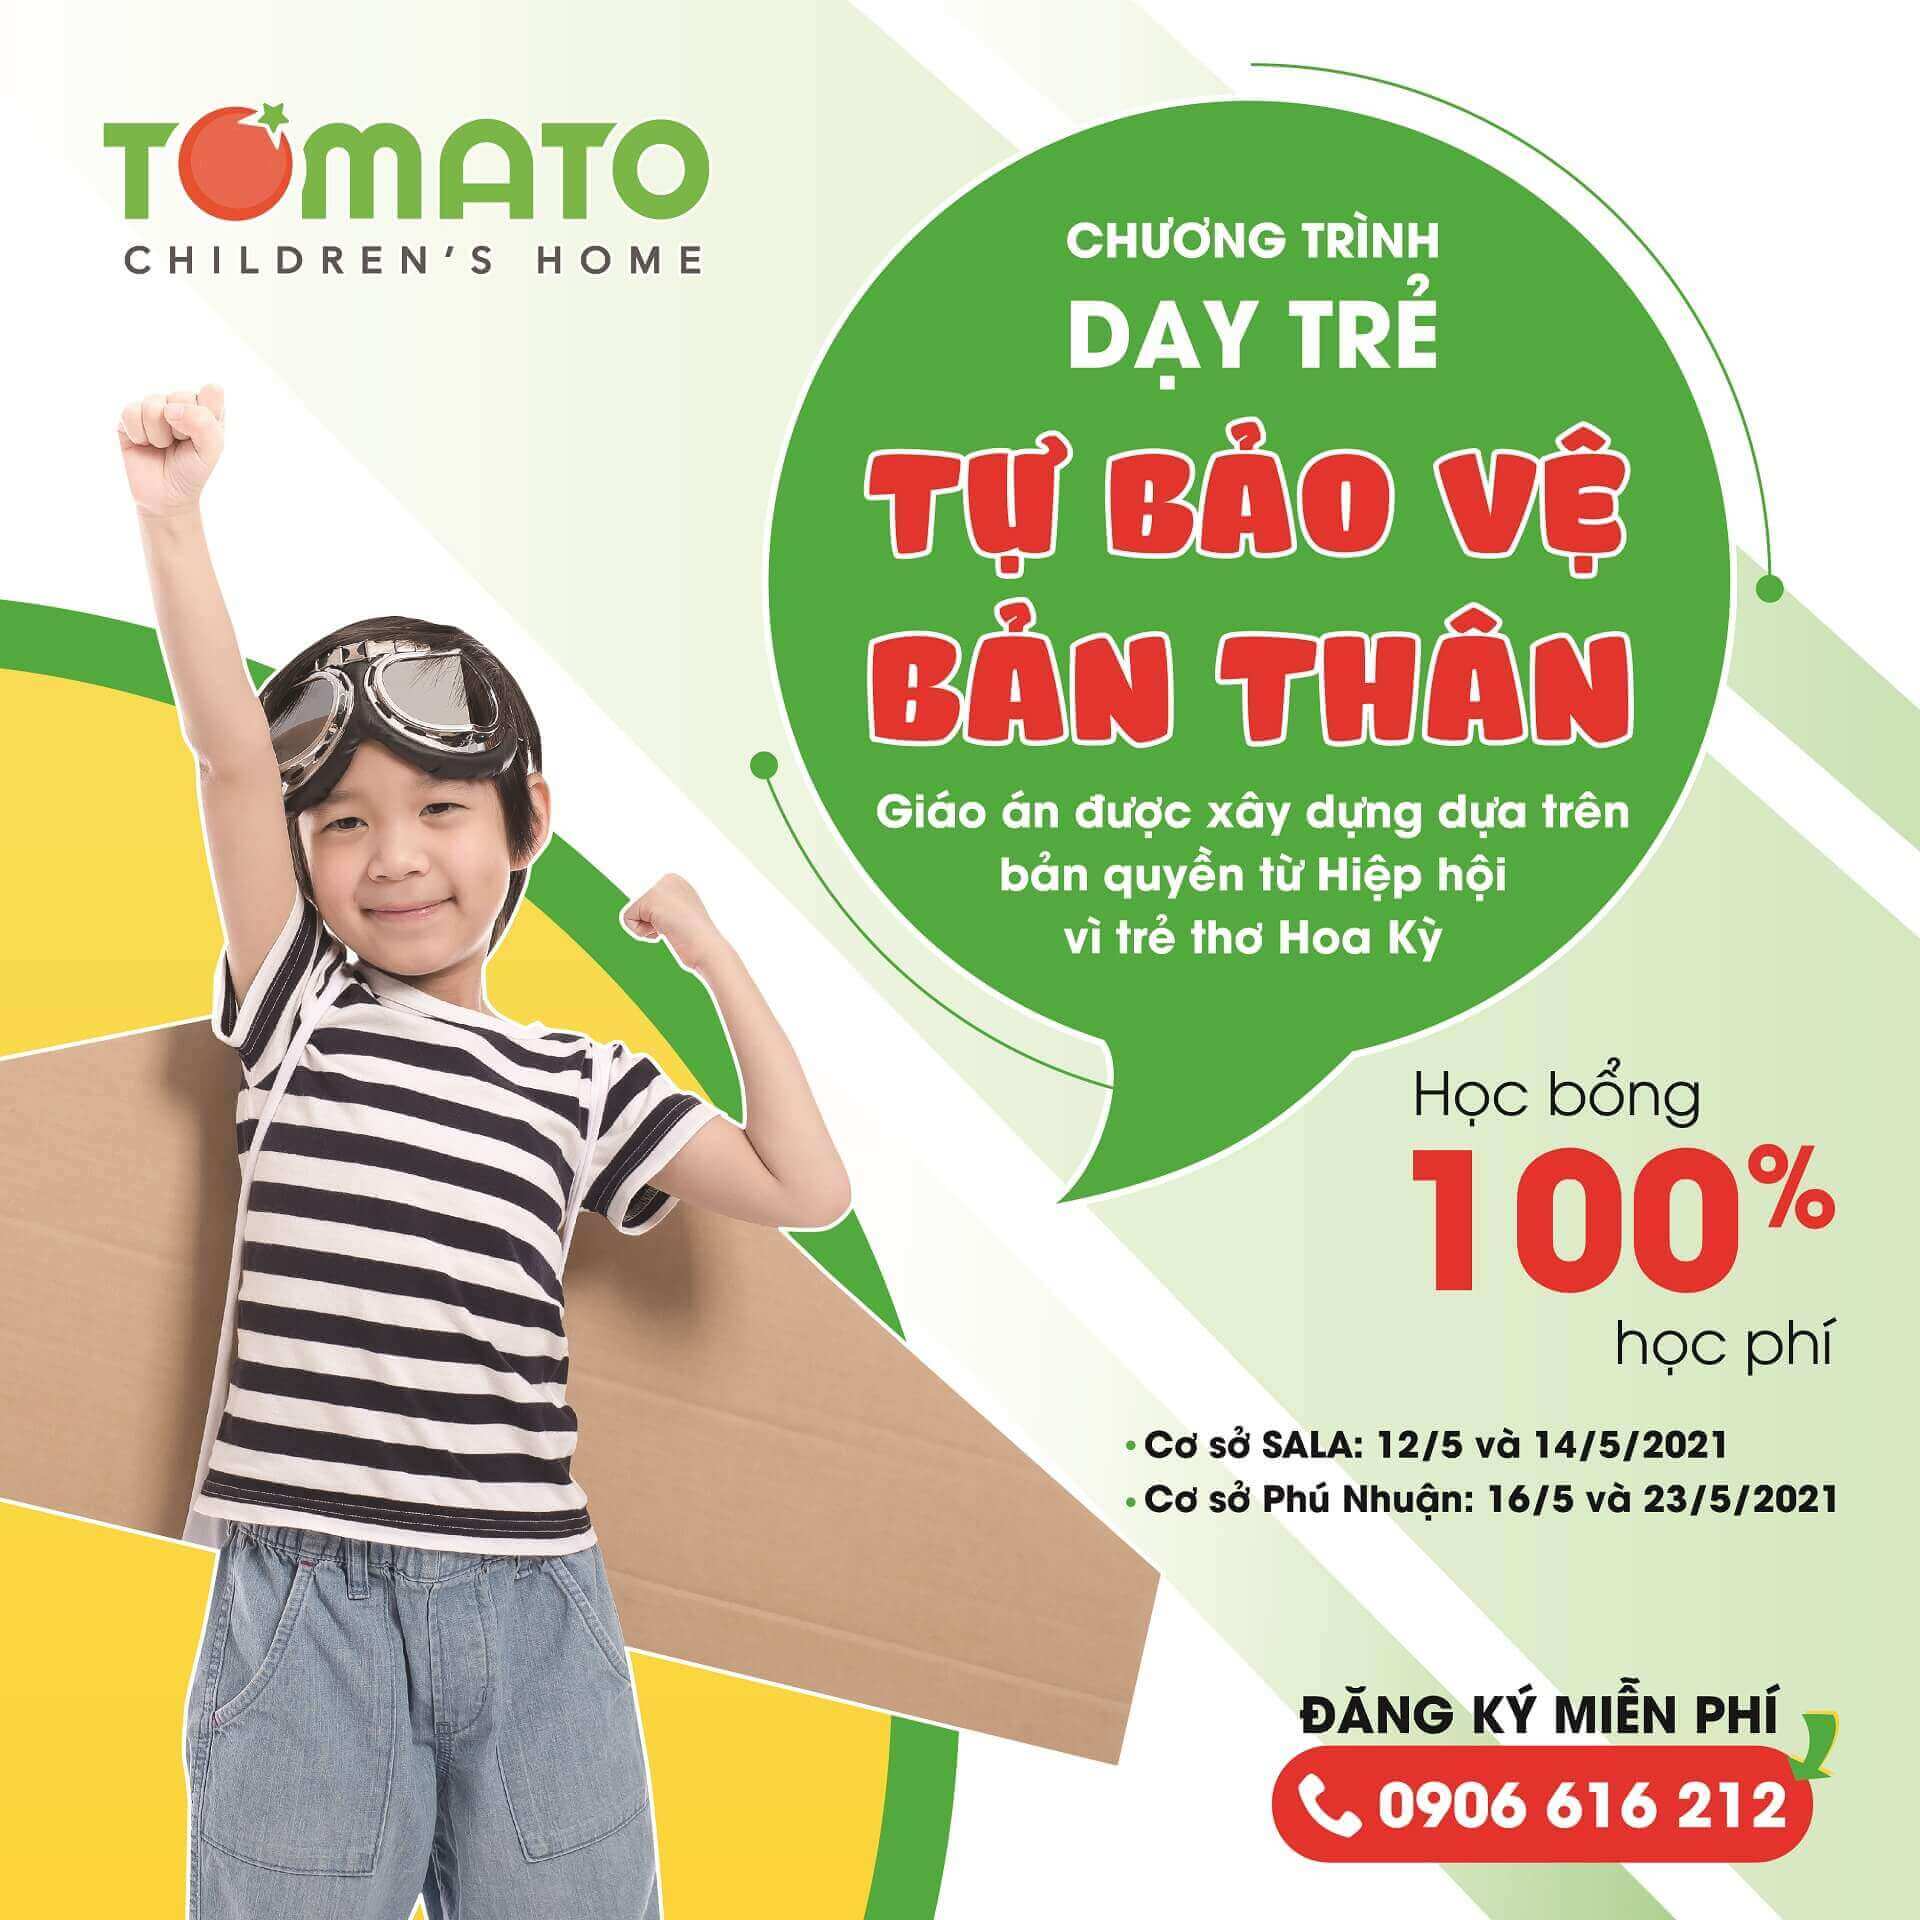 TOMATO
CHILDREN'S HOME
CHƯƠNG TRÌNH
DẠY TRẺ
TỰ BẢO VỆ
BẢN THÂN
Giáo án được xây dựng dựa trên
bản quyền từ Hiệp hội
vì trẻ thơ Hoa Kỳ
Học bổng
100%
học phí
• Cơ sở SALA: 12/5 và 14/5/2021
• Cơ sở Phú Nhuận: 16/5 và 23/5/2021
ĐĂNG KÝ MIỄN PHÍ
0906 616 212